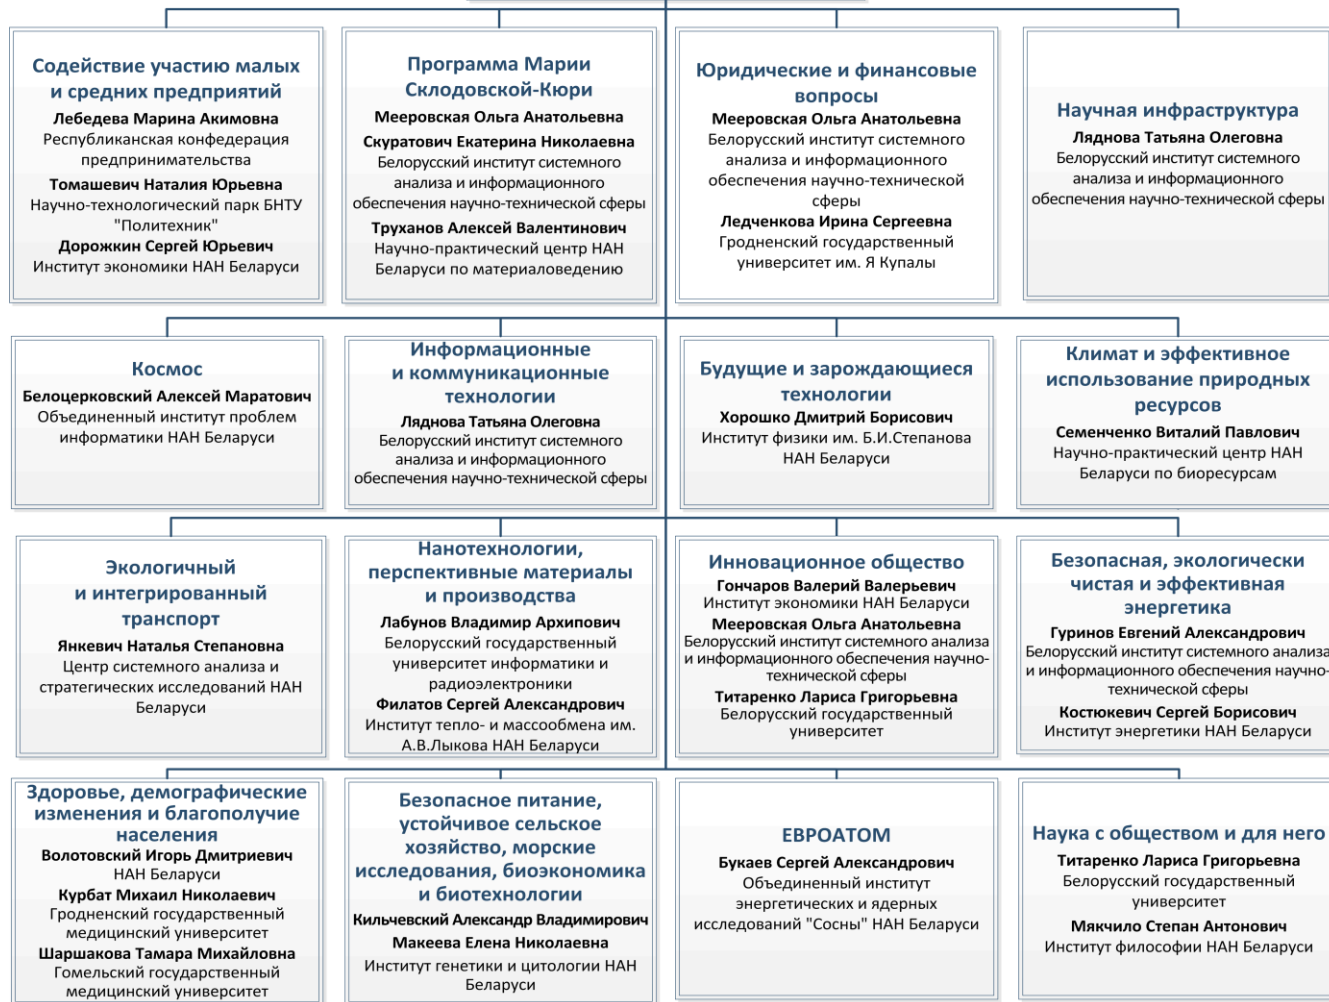 Содействие участию малых
и средних предприятий
Лебедева Марина Акимовна
Республиканская конфедерация
предпринимательства
Томашевич Наталия Юрьевна
Научно-технологический парк БНТУ
"Политехник"
Дорожкин Сергей Юрьевич
Институт экономики НАН Беларуси
Программа Марии
Склодовской-Кюри
Мееровская Ольга Анатольевна
Скуратович Екатерина Николаевна
Белорусский институт системного
анализа и информационного
обеспечения научно-технической сферы
Труханов Алексей Валентинович
Научно-практический центр НАН
Беларуси по материаловедению
Юридические и финансовые
вопросы
Мееровская Ольга Анатольевна
Белорусский институт системного
анализа и информационного
обеспечения научно-технической
сферы
Ледченкова Ирина Сергеевна
Гродненский государственный
университет им. Я Купалы
Научная инфраструктура
Ляднова Татьяна Олеговна
Белорусский институт системного
анализа и информационного
обеспечения научно-технической сферы
Космос
Белоцерковский Алексей Маратович
Объединенный институт проблем
информатики НАН Беларуси
Информационные
и коммуникационные
технологии
Ляднова Татьяна Олеговна
Белорусский институт системного
анализа и информационного
обеспечения научно-технической сферы
Будущие и зарождающиеся
технологии
Хорошко Дмитрий Борисович
Институт физики им. Б.И.Степанова
НАН Беларуси
Климат и эффективное
использование природных
ресурсов
Семенченко Виталий Павлович
Научно-практический центр НАН
Беларуси по биоресурсам
Экологичный
и интегрированный
транспорт
Янкевич Наталья Степановна
Центр системного анализа и
стратегических исследований НАН
Беларуси
Нанотехнологии,
перспективные материалы
и производства
Лабунов Владимир Архипович
Белорусский государственный
университет информатики и
радиоэлектроники
Филатов Сергей Александрович
Институт тепло- и массообмена им.
А.В.Лыкова НАН Беларуси
Инновационное общество
Гончаров Валерий Валерьевич
Институт экономики НАН Беларуси
Мееровская Ольга Анатольевна
Белорусский институт системного анализа
и информационного обеспечения научно-
технической сферы
Титаренко Лариса Григорьевна
Белорусский государственный
университет
Безопасная, экологически
чистая и эффективная
энергетика
Гуринов Евгений Александрович
Белорусский институт системного анализа
и информационного обеспечения научно-
технической сферы
Костюкевич Сергей Борисович
Институт энергетики НАН Беларуси
Здоровье, демографические
изменения и благополучие
населения
Волотовский Игорь Дмитриевич
НАН Беларуси
Курбат Михаил Николаевич
Гродненский государственный
медицинский университет
Шаршакова Тамара Михайловна
Гомельский государственный
медицинский университет
Безопасное питание,
устойчивое сельское
хозяйство, морские
исследования, биоэкономика
и биотехнологии
Кильчевский Александр Владимирович
Макеева Елена Николаевна
Институт генетики и цитологии НАН
Беларуси
ЕВРОАТОМ
Букаев Сергей Александрович
Объединенный институт
энергетических и ядерных
исследований "Сосны" НАН Беларуси
Наука с обществом и для него
Титаренко Лариса Григорьевна
Белорусский государственный
университет
Мякчило Степан Антонович
Институт философии НАН Беларуси